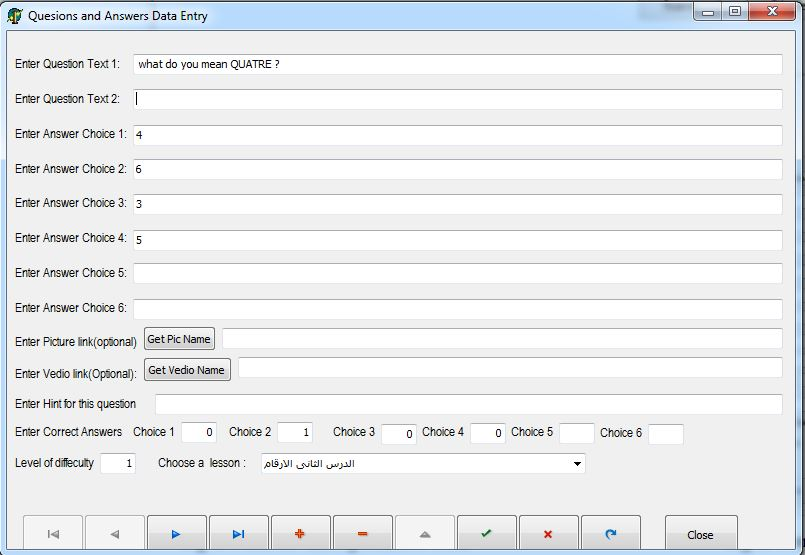 Quesions and Answers Data Entry
Enter Question Text 1: what do you mean QUATRE ?
Enter Question Text 2:
Enter Answer Choice 1: 4
Enter Answer Choice 2: 6
Enter Answer Choice 3: 3
Enter Answer Choice 4: 5
Enter Answer Choice 5:
Enter Answer Choice 6:
Enter Picture link(optional) Get Pic Name
Enter Vedio link(Optional): Get Vedio Name
Enter Hint for this question
Enter Correct Answers Choice 1 0 Choice 2 1 Choice 3 0 Choice 4 0 Choice 5 Choice 6
Level of diffeculty 1 Choose a lesson : الدرس الثانى الارقام
Close